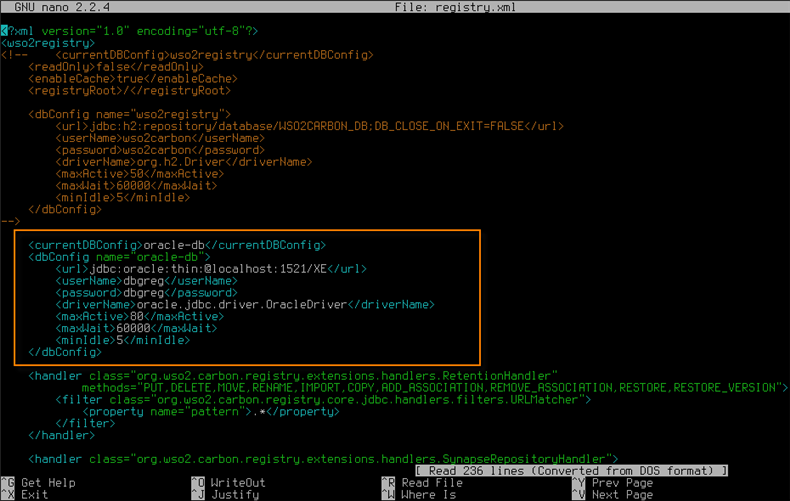 GNU nano 2.2.4 File: registry.xml
<?xml version="1.0" encoding="utf-8"?>
<wso2registry>
<!-- <currentDBConfig>wso2registry</currentDBConfig>
<readOnly>false</readOnly>
<enableCache>true</enableCache>
<registryRoot>/</registryRoot>
<dbConfig name="wso2registry">
<url>jdbc:h2:repository/database/WSO2CARBON_DB;DB_CLOSE_ON_EXIT=FALSE</url>
<userName>wso2carbon</userName>
<password>wso2carbon</password>
<driverName>org.h2.Driver</driverName>
<maxActive>50</maxActive>
<maxWait>60000</maxWait>
<minIdle>5</minIdle>
</dbConfig>
-->
<currentDBConfig>oracle-db</currentDBConfig>
<dbConfig name="oracle-db">
<url>jdbc:oracle:thin:@localhost:1521/XE</url>
<userName>dbgreg</userName>
<password>dbgreg</password>
<driverName>oracle.jdbc.driver.OracleDriver</driverName>
<maxActive>80</maxActive>
<maxWait>60000</maxWait>
<minIdle>5</minIdle>
</dbConfig>
<handler class="org.wso2.carbon.registry.extensions.handlers.RetentionHandler"
methods="PUT,DELETE,MOVE,RENAME,IMPORT,COPY,ADD_ASSOCIATION,REMOVE_ASSOCIATION,RESTORE,RESTORE_VERSION">
<filter class="org.wso2.carbon.registry.core.jdbc.handlers.filters.URLMatcher">
<property name="pattern">.*</property>
</filter>
</handler>
<handler class="org.wso2.carbon.registry.extensions.handlers.SynapseRepositoryHandler">
[ Read 236 lines (Converted from DOS format) ]
^G Get Help ^O WriteOut ^R Read File ^Y Prev Page
^X Exit ^J Justify ^W Where Is ^V Next Page